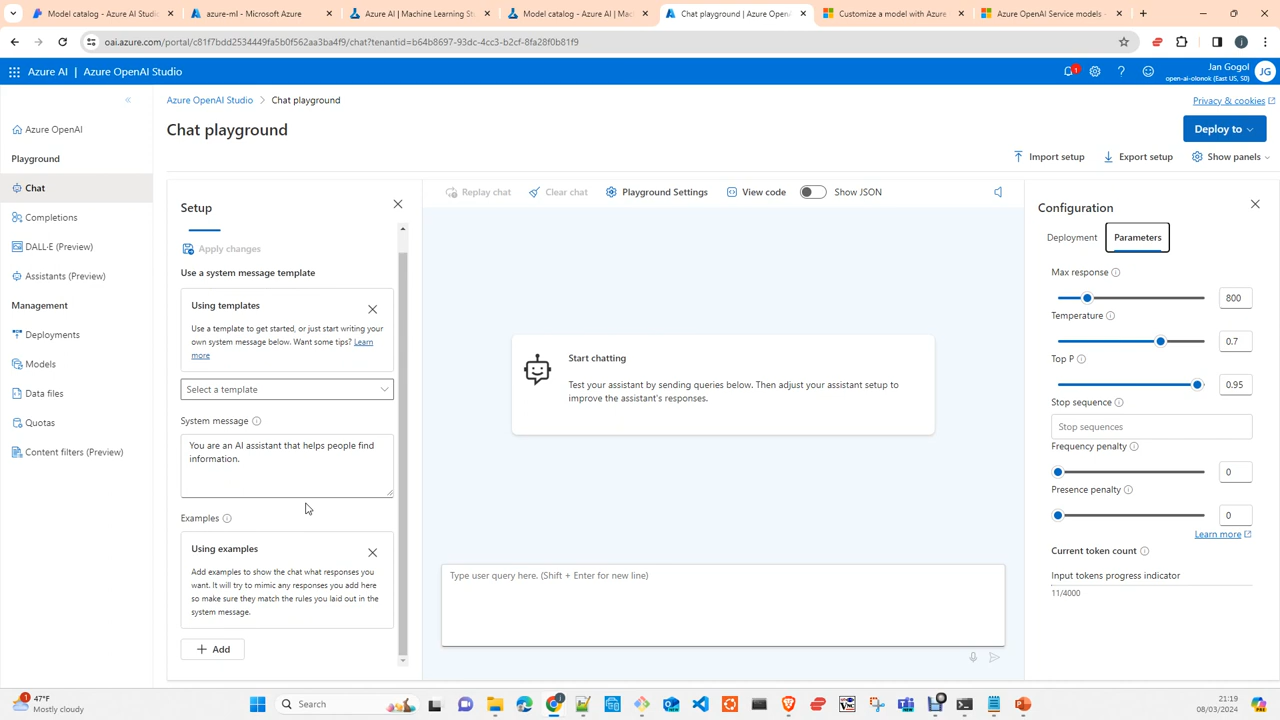 Model catalog - Azure AI Studio
azure-ml - Microsoft Azure
Azure AI | Machine Learning St
Model catalog - Azure AI | Mach
Chat playground | Azure OpenA
Customize a model with Azure
Azure OpenAI Service models -
oai.azure.com/portal/c81f7bdd2534449fa5b0f562aa3ba4f9/chat?tenantid=b64b8697-93dc-4cc3-b2cf-8fa28f0b81f9
Azure AI | Azure OpenAI Studio
1
Jan Gogol
open-ai-olonok (East US, S0)
JG
Azure OpenAI Studio > Chat playground
Privacy & cookies
Azure OpenAI
Chat playground
Deploy to
Playground
Import setup
Export setup
Show panels
Chat
Completions
DALL·E (Preview)
Assistants (Preview)
Management
Deployments
Models
Data files
Quotas
Content filters (Preview)
Setup
Apply changes
Use a system message template
Using templates
Use a template to get started, or just start writing your
own system message below. Want some tips? Learn
more
Select a template
System message
You are an AI assistant that helps people find
information.
Examples
Using examples
Add examples to show the chat what responses you
want. It will try to mimic any responses you add here
so make sure they match the rules you laid out in the
system message.
Add
Replay chat
Clear chat
Playground Settings
View code
Show JSON
Start chatting
Test your assistant by sending queries below. Then adjust your assistant setup to
improve the assistant's responses.
Type user query here. (Shift + Enter for new line)
Configuration
Deployment
Parameters
Max response
800
Temperature
0.7
Top P
0.95
Stop sequence
Stop sequences
Frequency penalty
0
Presence penalty
0
Learn more
Current token count
Input tokens progress indicator
11/4000
1
47°F
Mostly cloudy
Search
21:19
08/03/2024